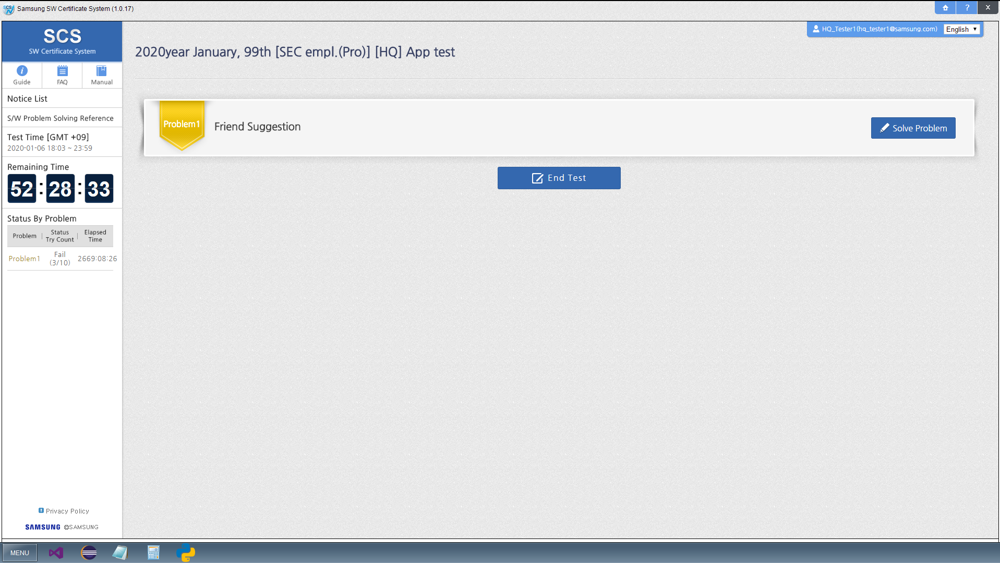 Samsung SW Certificate System (1.0.17)
?
X
SCS
SW Certificate System
Guide
FAQ
Manual
Notice List
S/W Problem Solving Reference
Test Time [GMT +09]
2020-01-06 18:03 ~ 23:59
Remaining Time
52:28:33
Status By Problem
Problem
Status
Try Count
Elapsed
Time
Problem1
Fail
(3/10)
2669:08:26
Privacy Policy
SAMSUNG ©SAMSUNG
HQ_Tester1(hq_tester1@samsung.com)
English
2020year January, 99th [SEC empl.(Pro)] [HQ] App test
Problem1
Friend Suggestion
Solve Problem
End Test
MENU